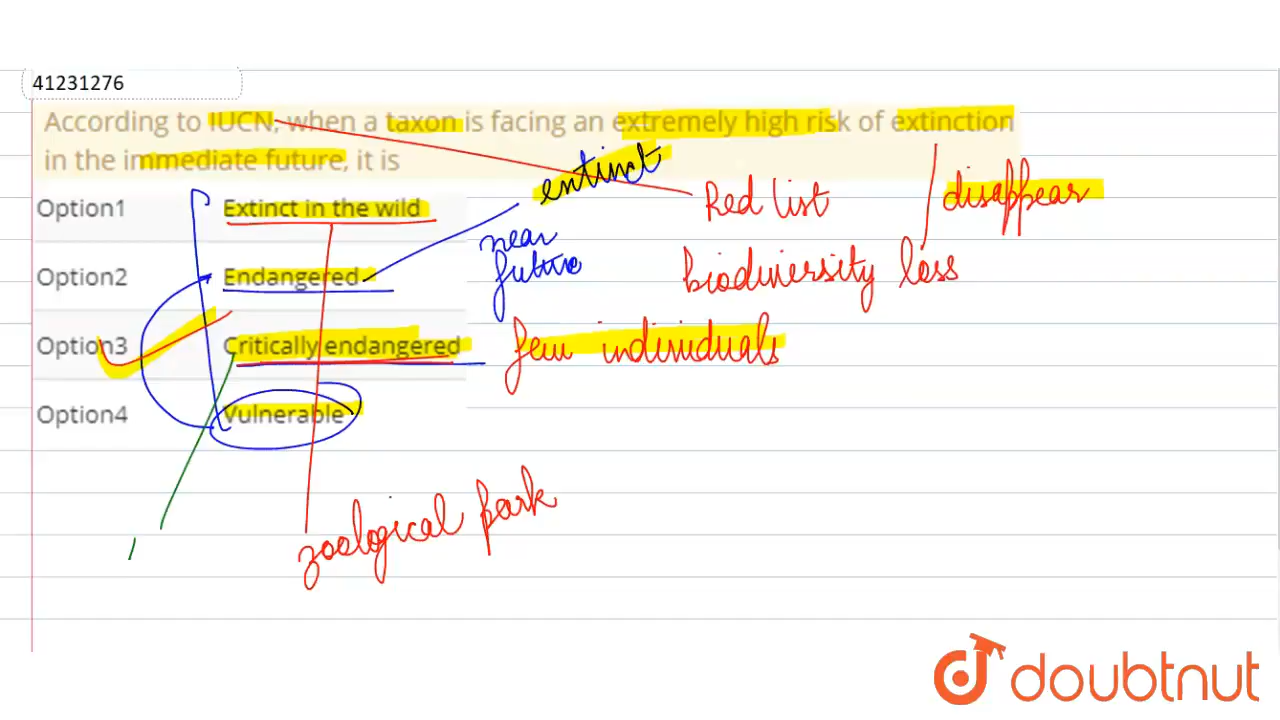 41231276
According to IUCN, when a taxon is facing an extremely high risk of extinction
in the immediate future, it is
Option1 Extinct in the wild
Option2 Endangered
Option3 Critically endangered
Option4 Vulnerable
extinct
near
future
Red list
disappear
biodiversity loss
few individuals
zoological park
doubtnut